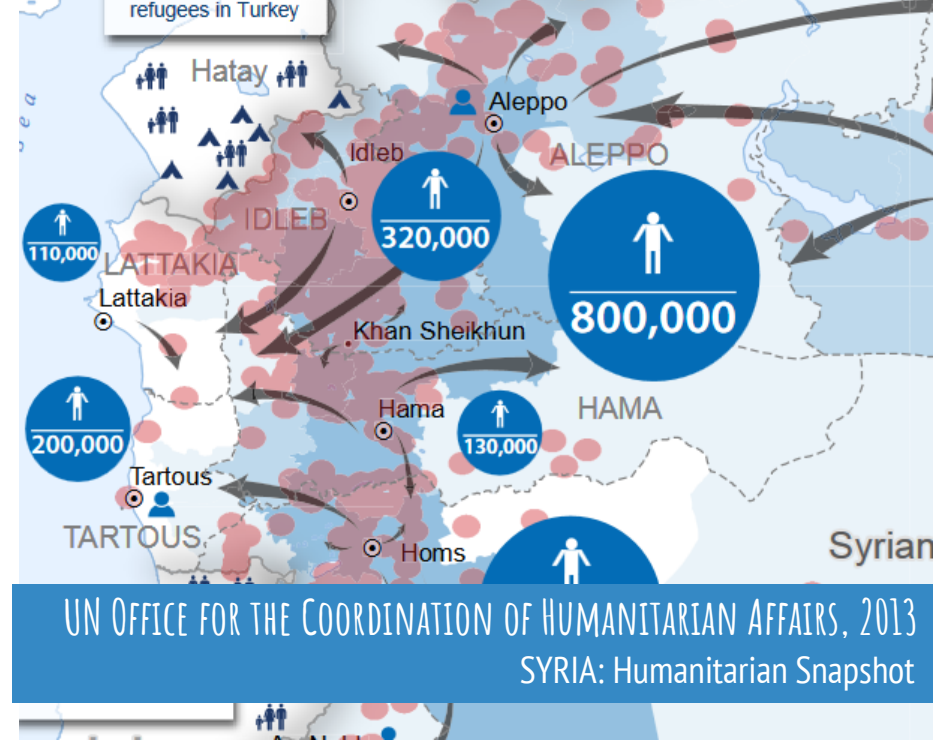 refugees in Turkey
Hatay
Aleppo
Idleb
ALEPPO
IDLEB
320,000
110,000
LATTAKIA
Lattakia
800,000
Khan Sheikhun
Hama
HAMA
200,000
130,000
Tartous
TARTOUS
Homs
Syrian
UN OFFICE FOR THE COORDINATION OF HUMANITARIAN AFFAIRS, 2013
SYRIA: Humanitarian Snapshot